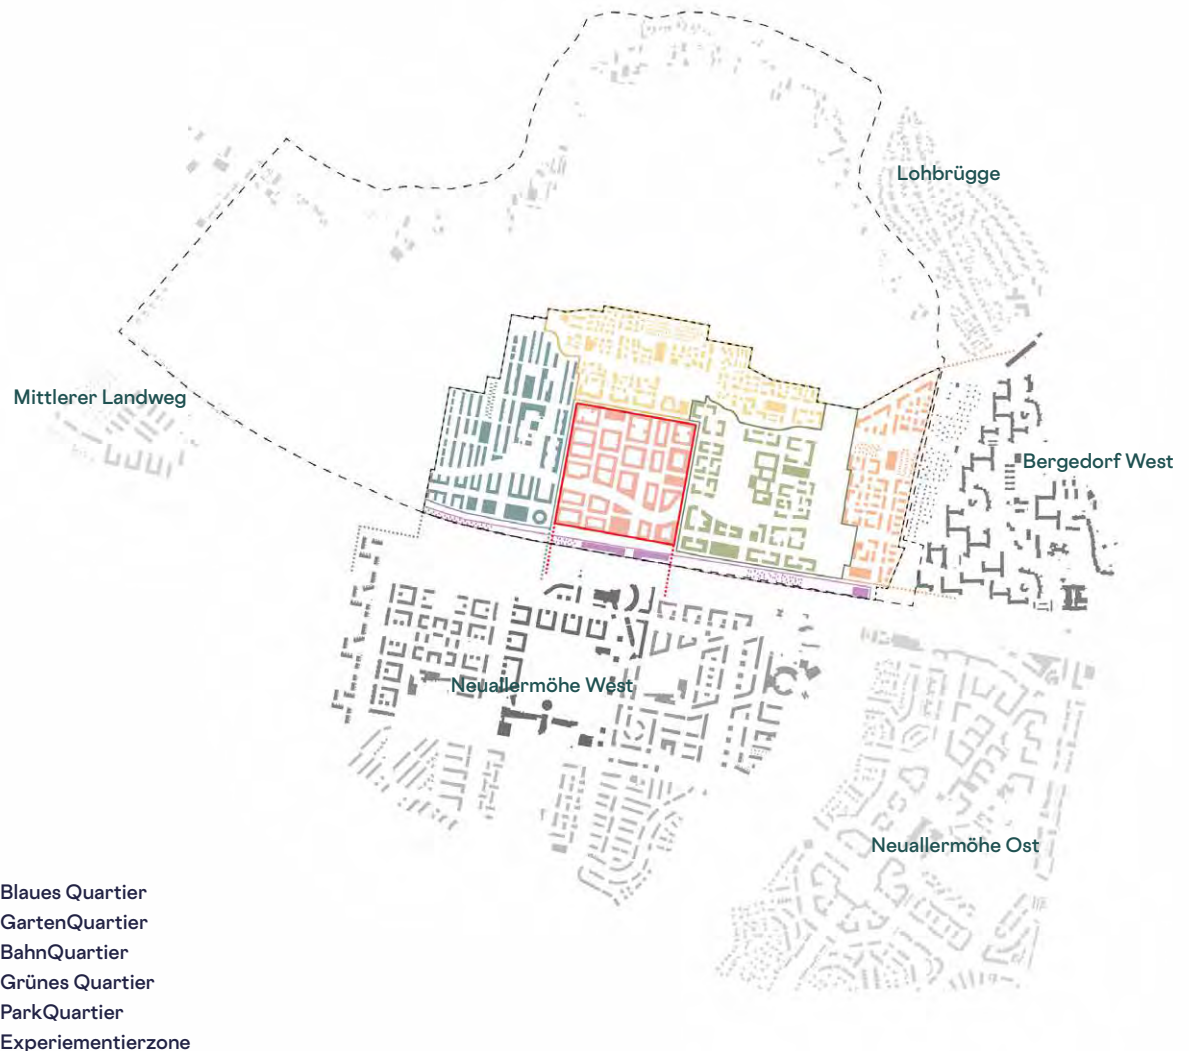 Lohbrügge
Mittlerer Landweg
Bergedorf West
Neuallermöhe West
Neuallermöhe Ost
Blaues Quartier
GartenQuartier
BahnQuartier
Grünes Quartier
ParkQuartier
Experiementierzone